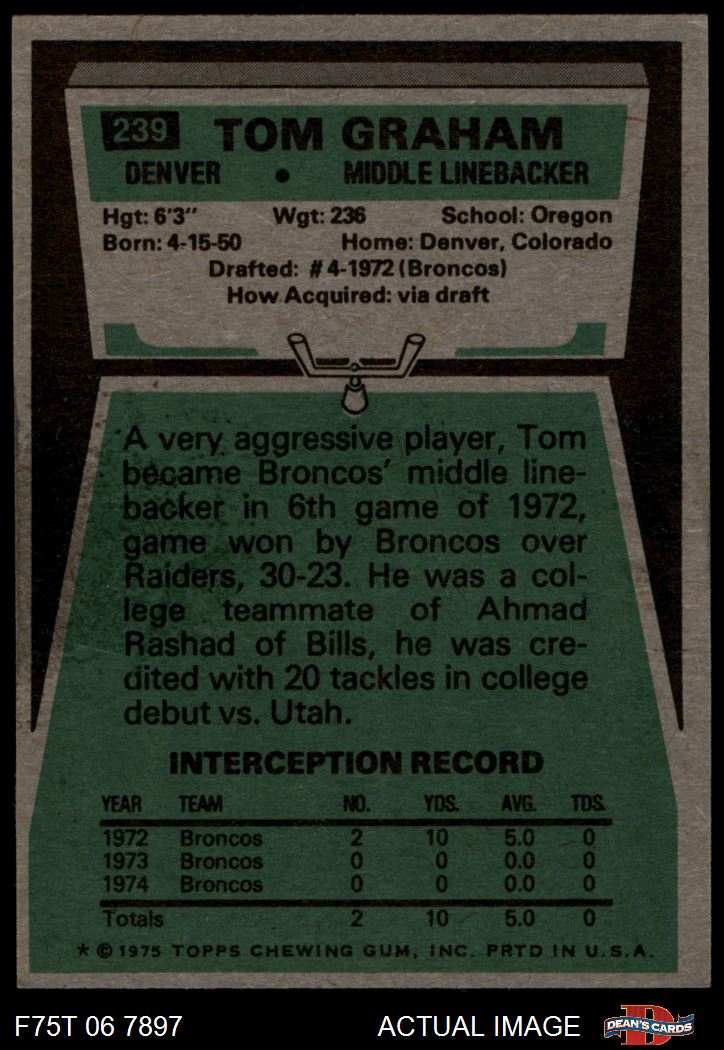 239 TOM GRAHAM
DENVER • MIDDLE LINEBACKER
Hgt: 6'3" Wgt: 236 School: Oregon
Born: 4-15-50 Home: Denver, Colorado
Drafted: #4-1972 (Broncos)
How Acquired: via draft
A very aggressive player, Tom
became Broncos' middle line-
backer in 6th game of 1972,
game won by Broncos over
Raiders, 30-23. He was a col-
lege teammate of Ahmad
Rashad of Bills, he was cre-
dited with 20 tackles in college
debut vs. Utah.
INTERCEPTION RECORD
YEAR TEAM NO. YDS. AVG. TDS.
1972 Broncos 2 10 5.0 0
1973 Broncos 0 0 0.0 0
1974 Broncos 0 0 0.0 0
Totals 2 10 5.0 0
* © 1975 TOPPS CHEWING GUM, INC. PRTD IN U.S.A.
F75T 06 7897 ACTUAL IMAGE DEAN'S CARDS